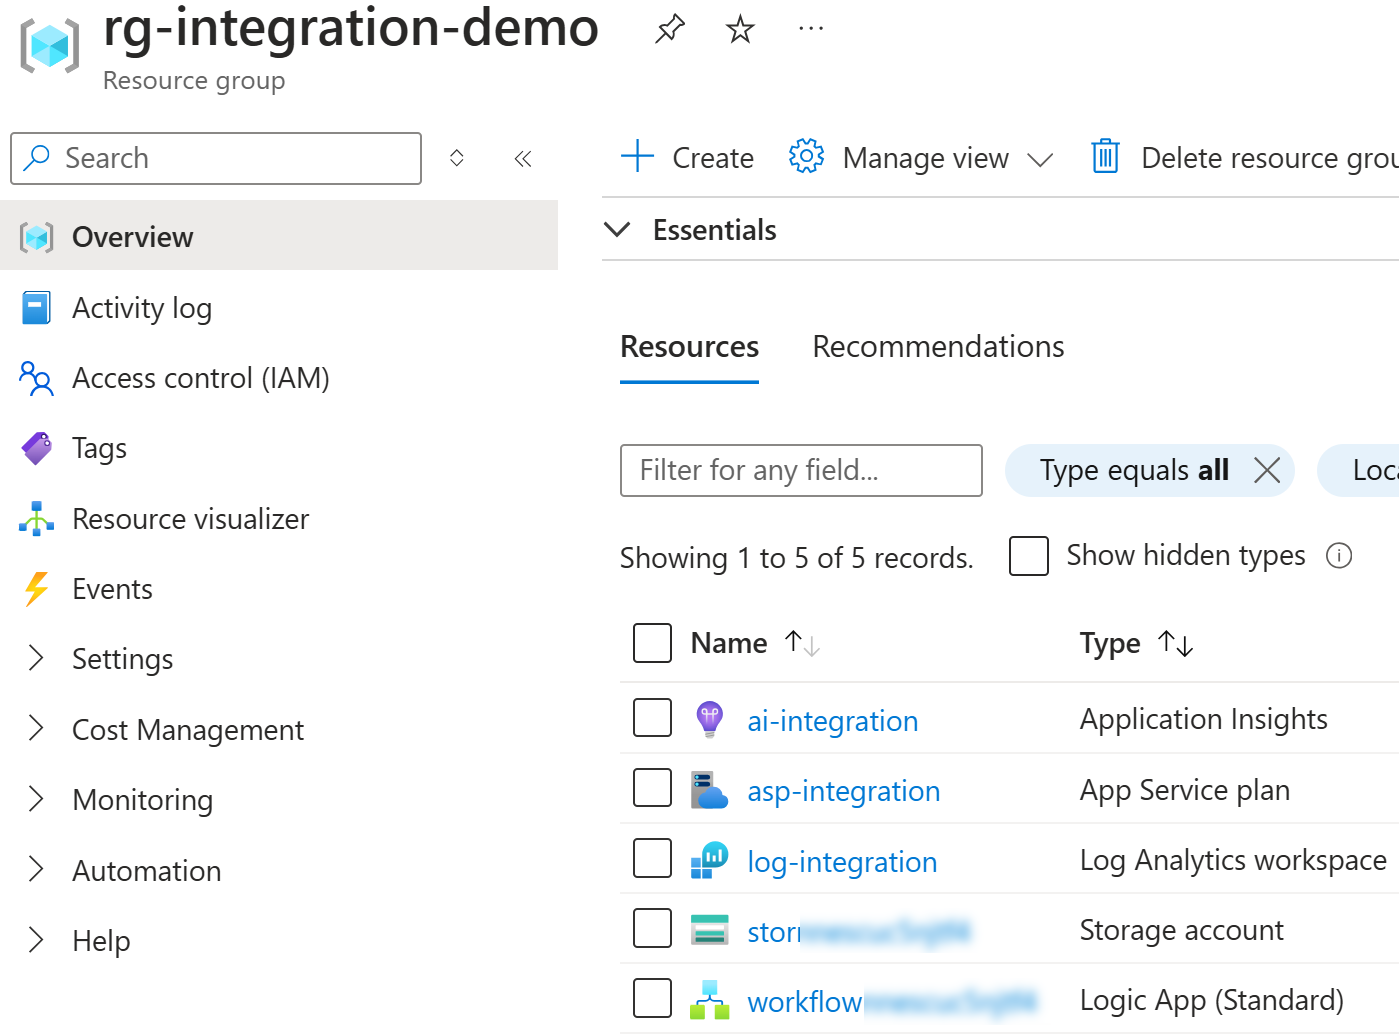 rg-integration-demo
Resource group
Search
Create
Manage view
Delete resource grou
Overview
Essentials
Activity log
Resources
Recommendations
Access control (IAM)
Tags
Filter for any field...
Type equals all
Loca
Resource visualizer
Showing 1 to 5 of 5 records.
Show hidden types
Events
Settings
Name
Type
Cost Management
ai-integration
Application Insights
Monitoring
asp-integration
App Service plan
Automation
log-integration
Log Analytics workspace
Help
stor
Storage account
workflow
Logic App (Standard)